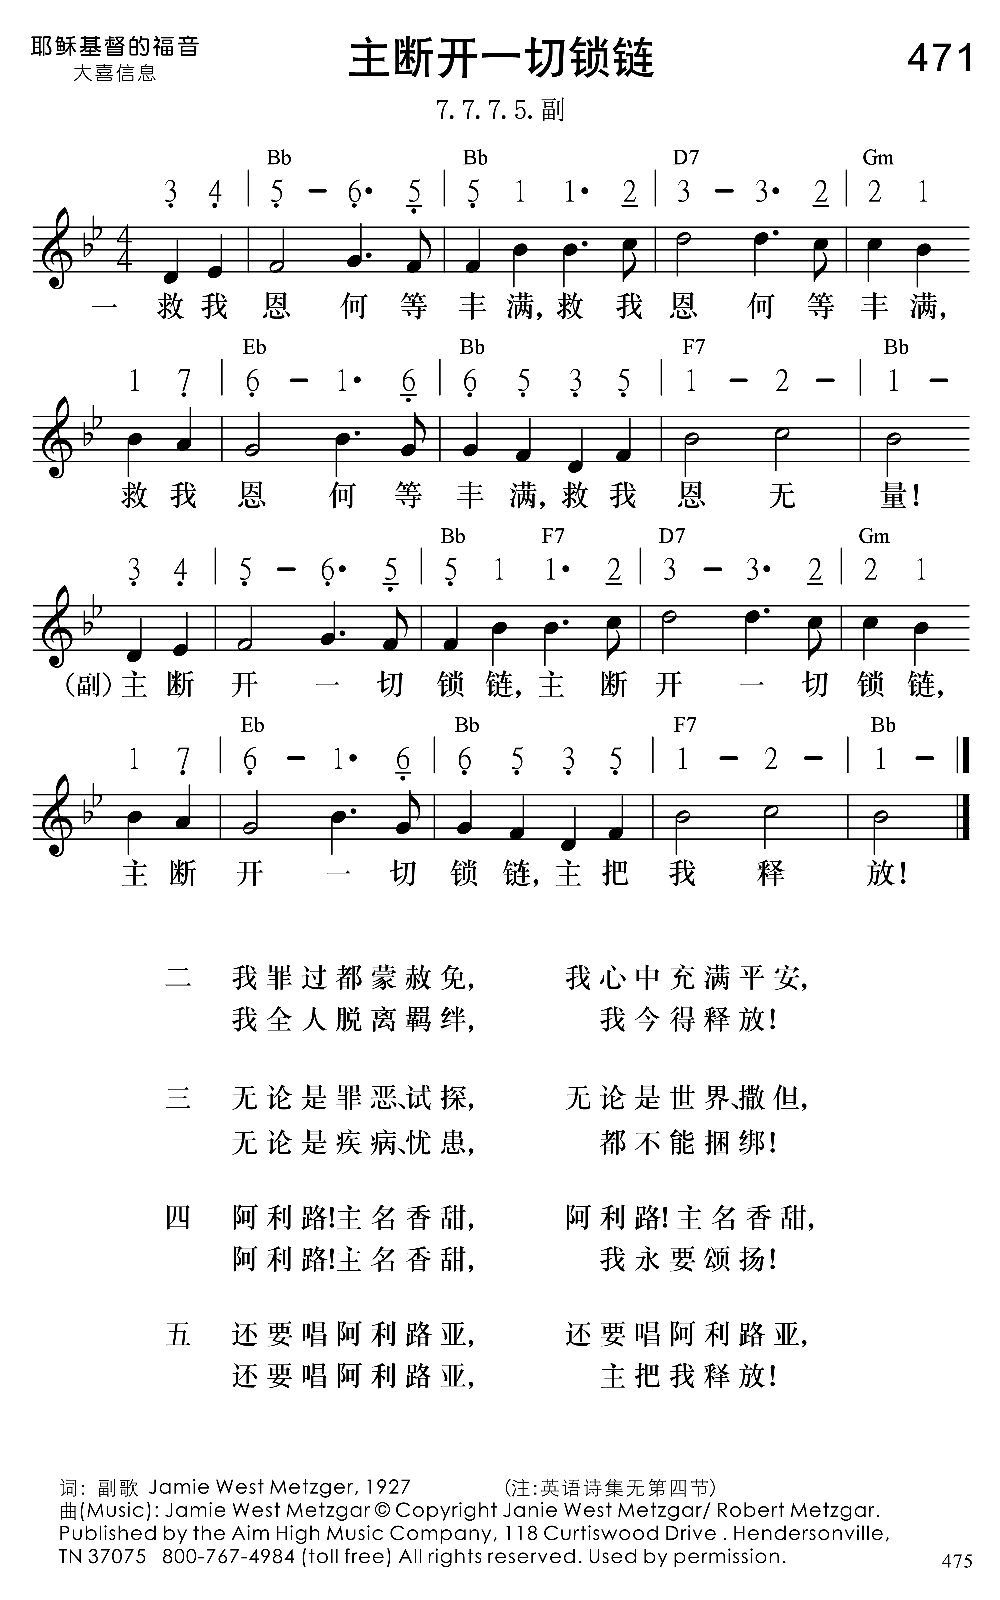 耶稣基督的福音
大喜信息
主断开一切锁链
471
7.7.7.5.副
Bb Bb D7 Gm
3 4 | 5 – 6· 5 | 5 1 1· 2 | 3 – 3· 2 | 2 1
一 救我恩何等丰满,救我恩何等丰满,
Eb Bb F7 Bb
1 7 | 6 – 1· 6 | 6 5 3 5 | 1 – 2 – | 1 –
救我恩何等丰满,救我恩无量!
Bb F7 D7 Gm
3 4 | 5 – 6· 5 | 5 1 1· 2 | 3 – 3· 2 | 2 1
(副)主断开一切锁链,主断开一切锁链,
Eb Bb F7 Bb
1 7 | 6 – 1· 6 | 6 5 3 5 | 1 – 2 – | 1 –
主断开一切锁链,主把我释放!
二 我罪过都蒙赦免, 我心中充满平安,
我全人脱离羁绊, 我今得释放!
三 无论是罪恶、试探, 无论是世界、撒但,
无论是疾病、忧患, 都不能捆绑!
四 阿利路!主名香甜, 阿利路!主名香甜,
阿利路!主名香甜, 我永要颂扬!
五 还要唱阿利路亚, 还要唱阿利路亚,
还要唱阿利路亚, 主把我释放!
词: 副歌 Jamie West Metzger, 1927 (注:英语诗集无第四节)
曲(Music): Jamie West Metzgar © Copyright Janie West Metzgar/ Robert Metzgar.
Published by the Aim High Music Company, 118 Curtiswood Drive . Hendersonville,
TN 37075 800-767-4984 (toll free) All rights reserved. Used by permission.
475